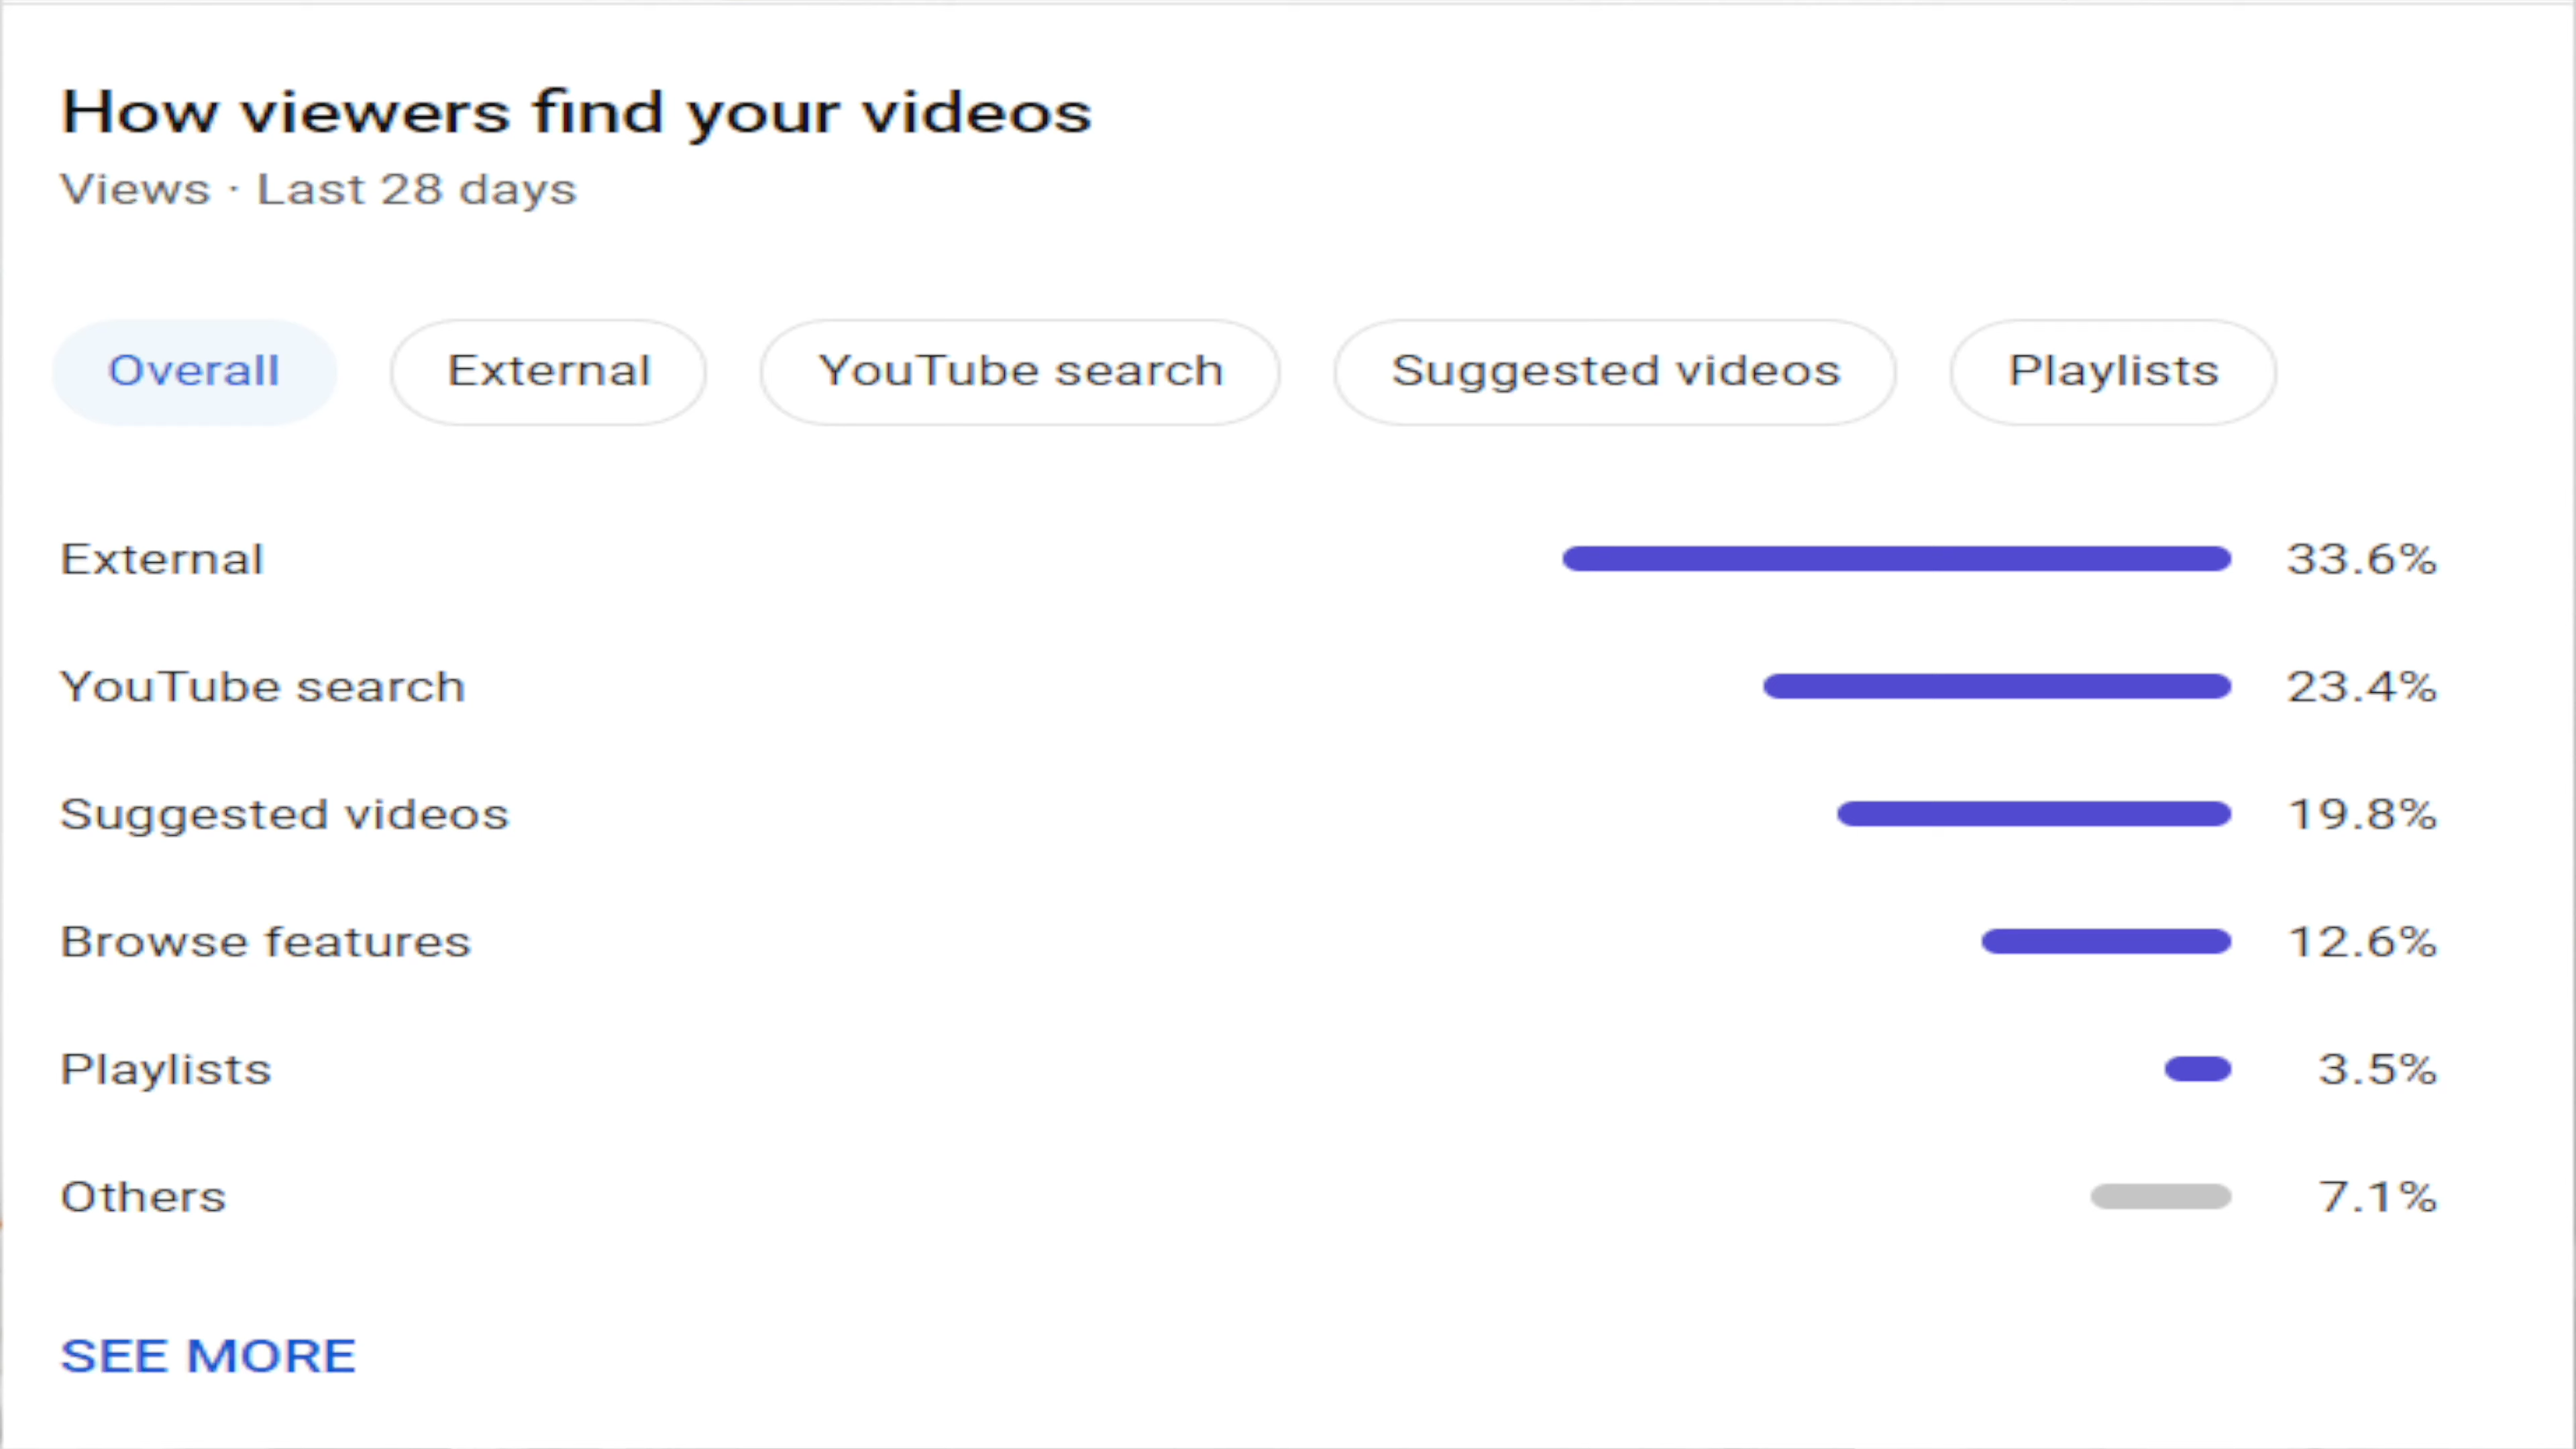 How viewers find your videos
Views · Last 28 days
Overall External YouTube search Suggested videos Playlists
External 33.6%
YouTube search 23.4%
Suggested videos 19.8%
Browse features 12.6%
Playlists 3.5%
Others 7.1%
SEE MORE